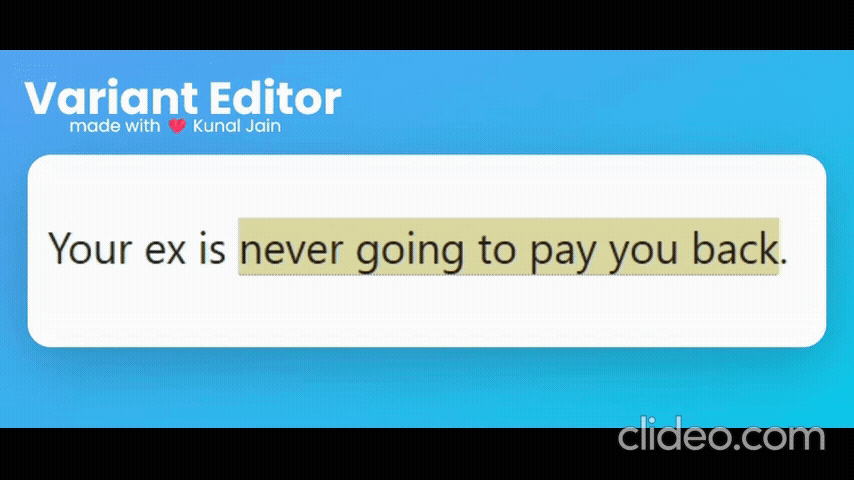 Variant Editor
made with 💔 Kunal Jain
Your ex is never going to pay you back.
clideo.com